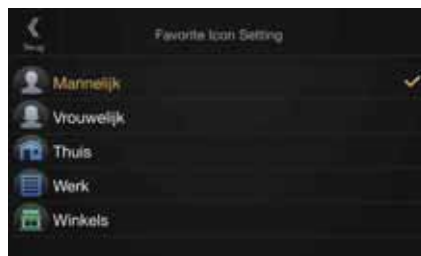 Favorite Icon Setting
Terug
Mannelijk
Vrouwelijk
Thuis
Werk
Winkels